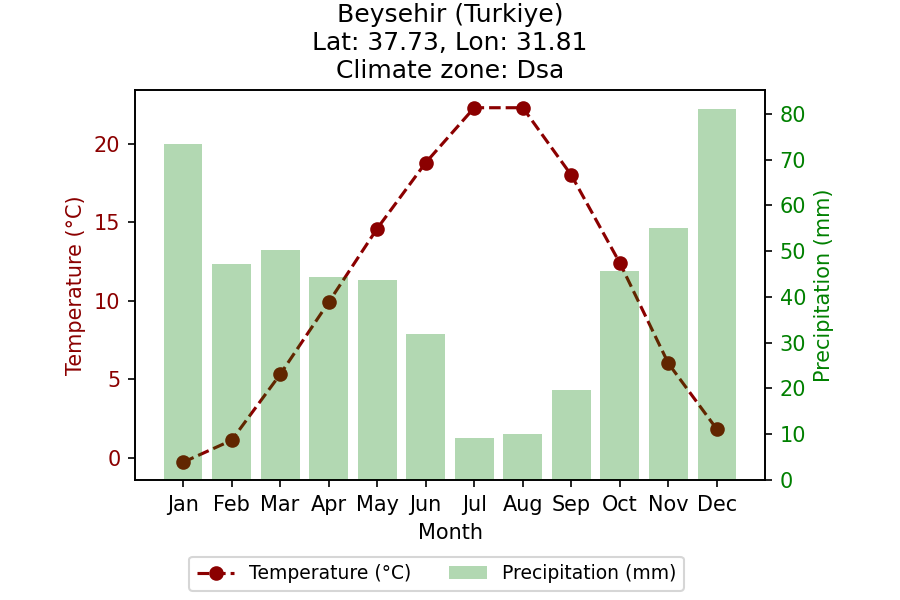 Beysehir (Turkiye)
Lat: 37.73, Lon: 31.81
Climate zone: Dsa
Temperature (°C)
20
15
10
5
0
80
70
60
50
40
30
20
10
0
Precipitation (mm)
Jan Feb Mar Apr May Jun Jul Aug Sep Oct Nov Dec
Month
Temperature (°C) Precipitation (mm)